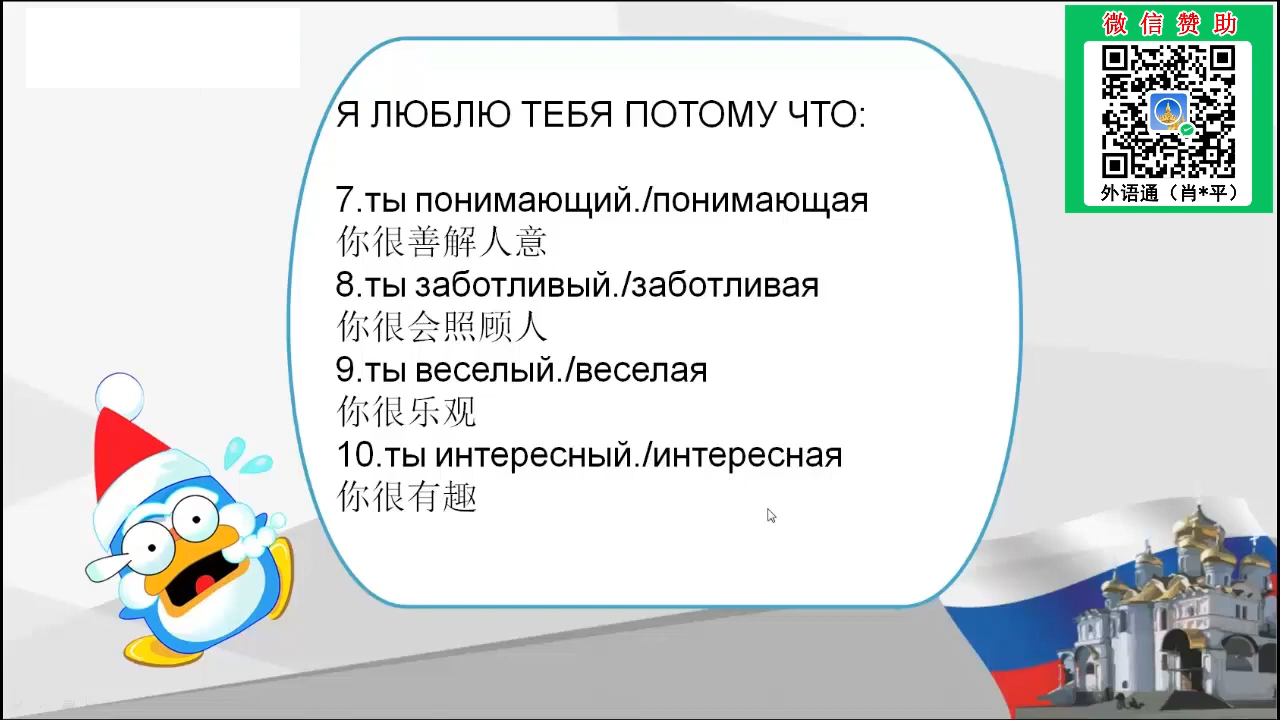 微信赞助
外语通（肖*平）
Я ЛЮБЛЮ ТЕБЯ ПОТОМУ ЧТО:
7.ты понимающий./понимающая
你很善解人意
8.ты заботливый./заботливая
你很会照顾人
9.ты веселый./веселая
你很乐观
10.ты интересный./интересная
你很有趣